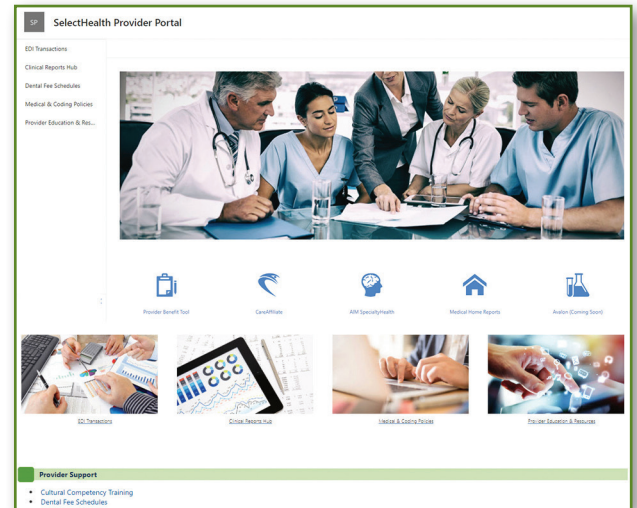 SP SelectHealth Provider Portal
EDI Transactions
Clinical Reports Hub
Dental Fee Schedules
Medical & Coding Policies
Provider Education & Res...
Provider Benefit Tool CareAffiliate AIM SpecialtyHealth Medical Home Reports Avalon (Coming Soon)
EDI Transactions Clinical Reports Hub Medical & Coding Policies Provider Education & Resources
Provider Support
• Cultural Competency Training
• Dental Fee Schedules